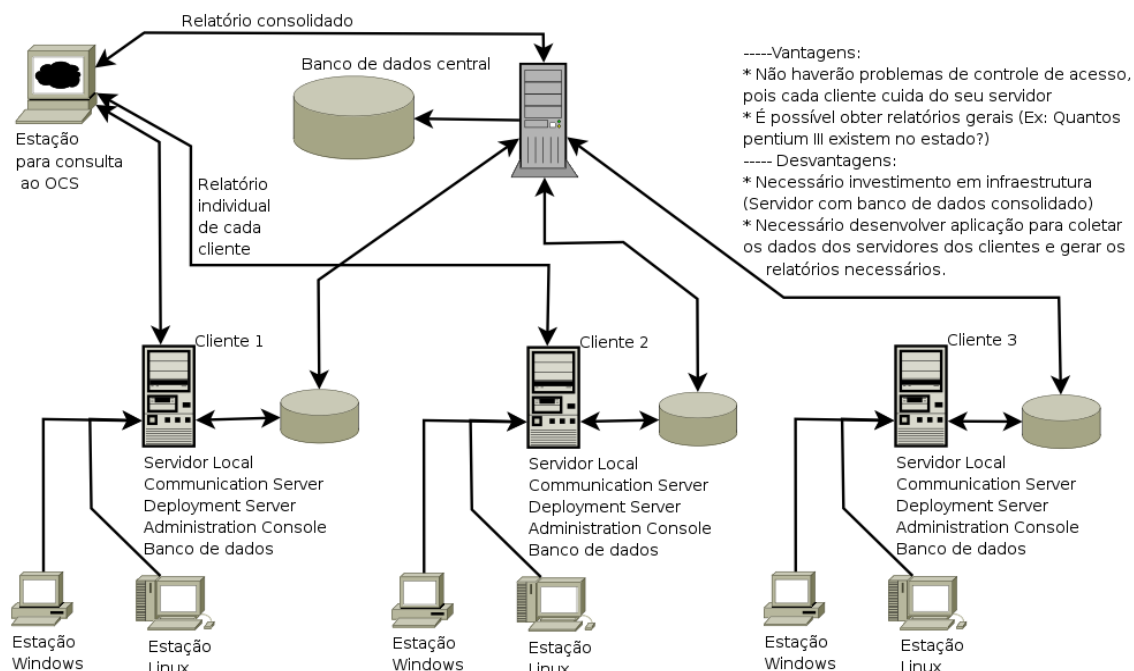 Relatório consolidado
Banco de dados central
-----Vantagens:
* Não haverão problemas de controle de acesso,
pois cada cliente cuida do seu servidor
* É possível obter relatórios gerais (Ex: Quantos
pentium III existem no estado?)
----- Desvantagens:
* Necessário investimento em infraestrutura
(Servidor com banco de dados consolidado)
* Necessário desenvolver aplicação para coletar
os dados dos servidores dos clientes e gerar os
relatórios necessários.
Estação
para consulta
ao OCS
Relatório
individual
de cada
cliente
Cliente 1
Servidor Local
Communication Server
Deployment Server
Administration Console
Banco de dados
Estação
Windows
Estação
Linux
Cliente 2
Servidor Local
Communication Server
Deployment Server
Administration Console
Banco de dados
Estação
Windows
Estação
Linux
Cliente 3
Servidor Local
Communication Server
Deployment Server
Administration Console
Banco de dados
Estação
Windows
Estação
Linux